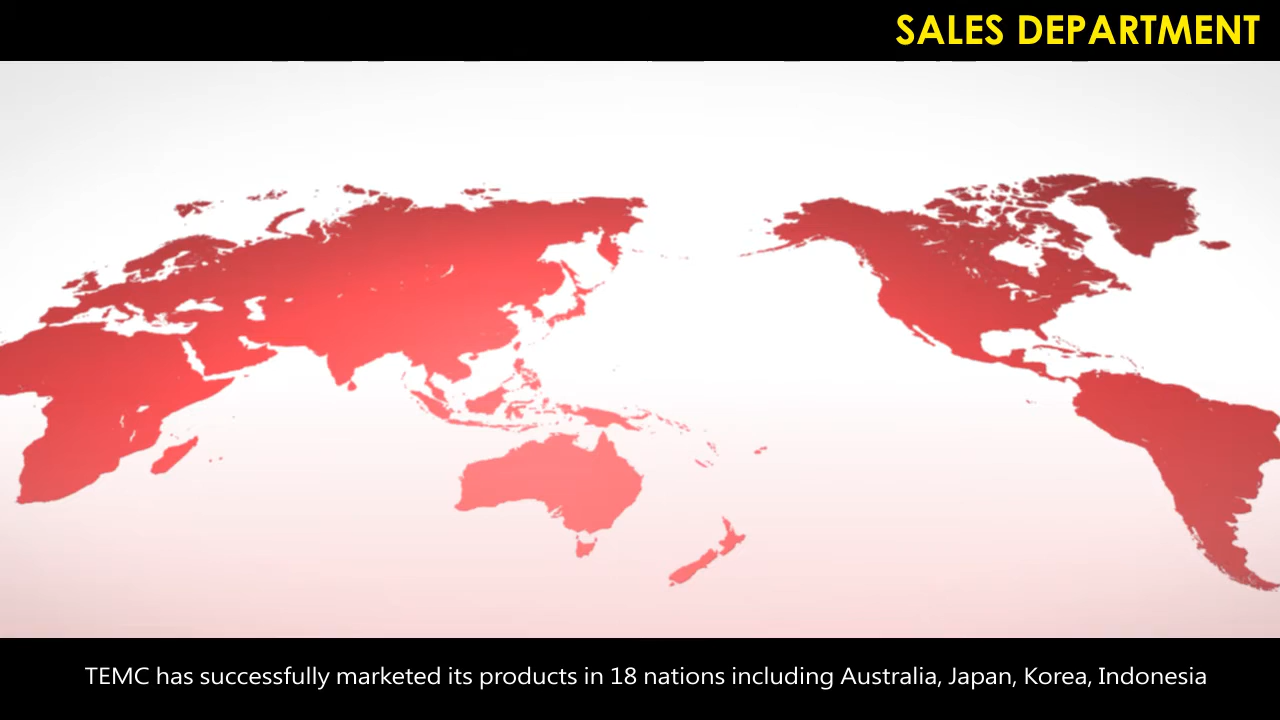 SALES DEPARTMENT
TEMC has successfully marketed its products in 18 nations including Australia, Japan, Korea, Indonesia